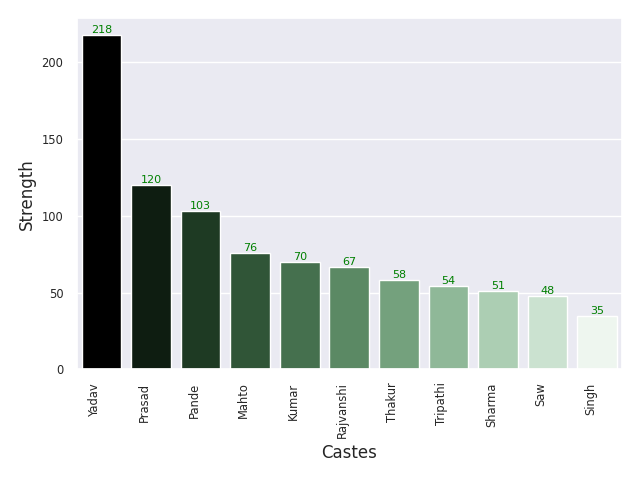 218
200
120
150
103
100
76
70
67
58
54
51
48
50
35
0
Strength
Yadav
Prasad
Pande
Mahto
Kumar
Rajvanshi
Thakur
Tripathi
Sharma
Saw
Singh
Castes